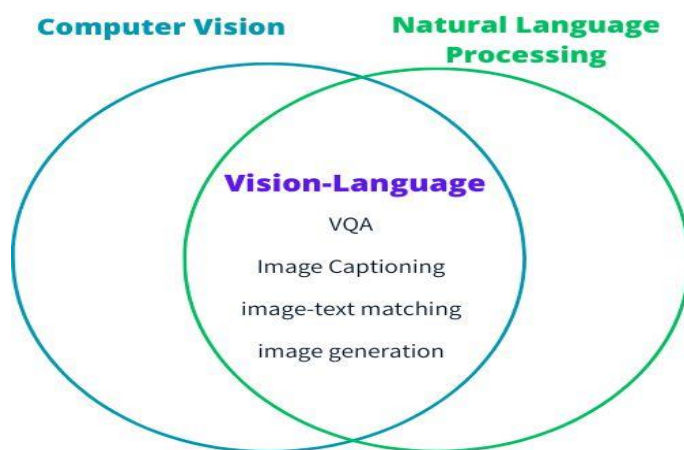 Computer Vision
Natural Language
Processing
Vision-Language
VQA
Image Captioning
image-text matching
image generation